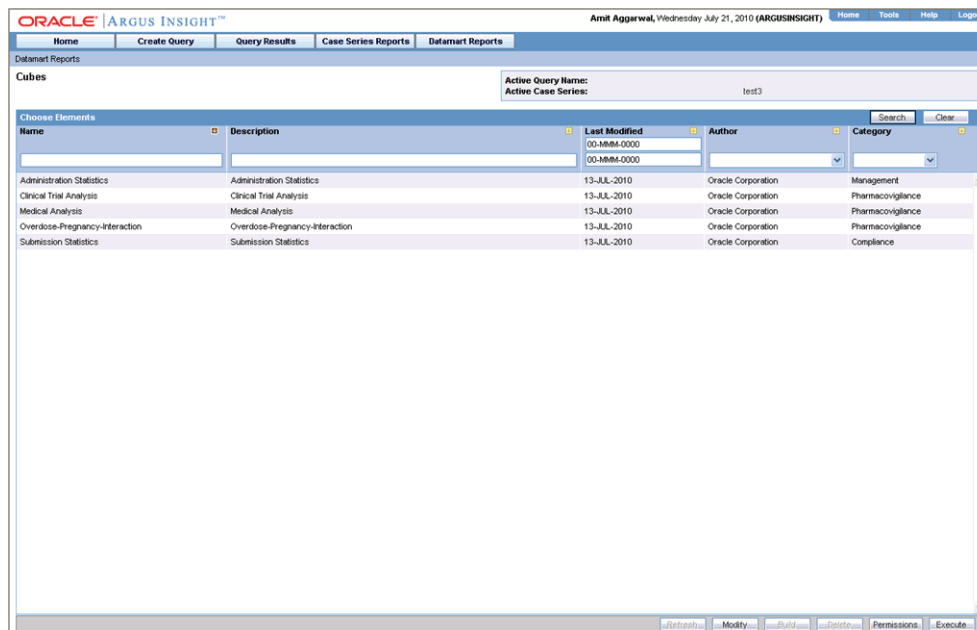 ORACLE® ARGUS INSIGHT™
Amit Aggarwal, Wednesday July 21, 2010 (ARGUSINSIGHT)
Home Tools Help Logo
Home Create Query Query Results Case Series Reports Datamart Reports
Datamart Reports
Cubes
Active Query Name:
Active Case Series: test3
Choose Elements Search Clear
Name Description Last Modified Author Category
00-MMM-0000
00-MMM-0000
Administration Statistics Administration Statistics 13-JUL-2010 Oracle Corporation Management
Clinical Trial Analysis Clinical Trial Analysis 13-JUL-2010 Oracle Corporation Pharmacovigilance
Medical Analysis Medical Analysis 13-JUL-2010 Oracle Corporation Pharmacovigilance
Overdose-Pregnancy-Interaction Overdose-Pregnancy-Interaction 13-JUL-2010 Oracle Corporation Pharmacovigilance
Submission Statistics Submission Statistics 13-JUL-2010 Oracle Corporation Compliance
Refresh Modify Build Delete Permissions Execute